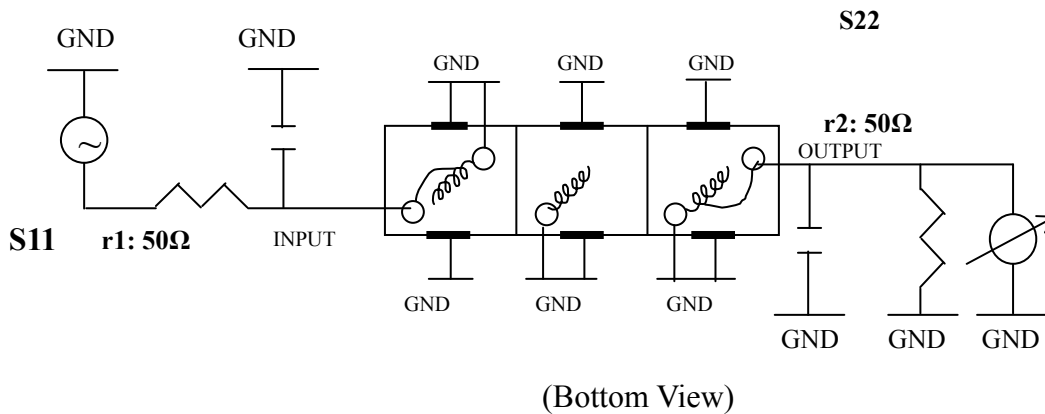 S22
GND
GND
GND
GND
GND
r2: 50Ω
OUTPUT
S11
r1: 50Ω
INPUT
GND
GND
GND
GND
GND
GND
(Bottom View)